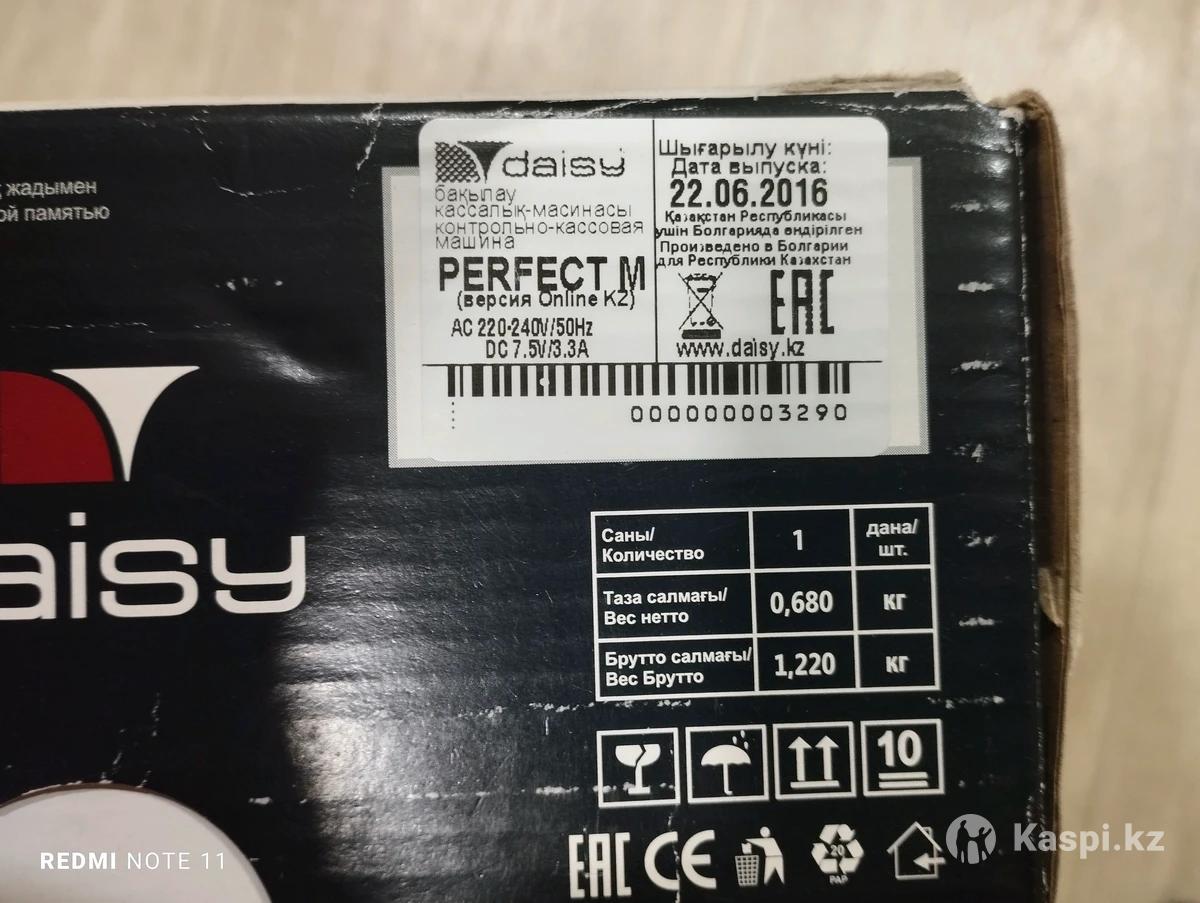 жадымен
ой памятью
daisy
бақылау
кассалық-масинасы
контрольно-кассовая
машина
PERFECT M
(версия Online KZ)
AC 220-240V/50Hz
DC 7.5V/3.3A
Шығарылу күні:
Дата выпуска:
22.06.2016
Қазақстан Республикасы
үшін Болгарияда өндірілген
Произведено в Болгарии
для Республики Казахстан
EAC
www.daisy.kz
000000003290
aisy
Саны/
Количество
1
дана/
шт.
Таза салмағы/
Вес нетто
0,680
кг
Брутто салмағы/
Вес Брутто
1,220
кг
10
EAC CE
20
PAP
Kaspi.kz
REDMI NOTE 11